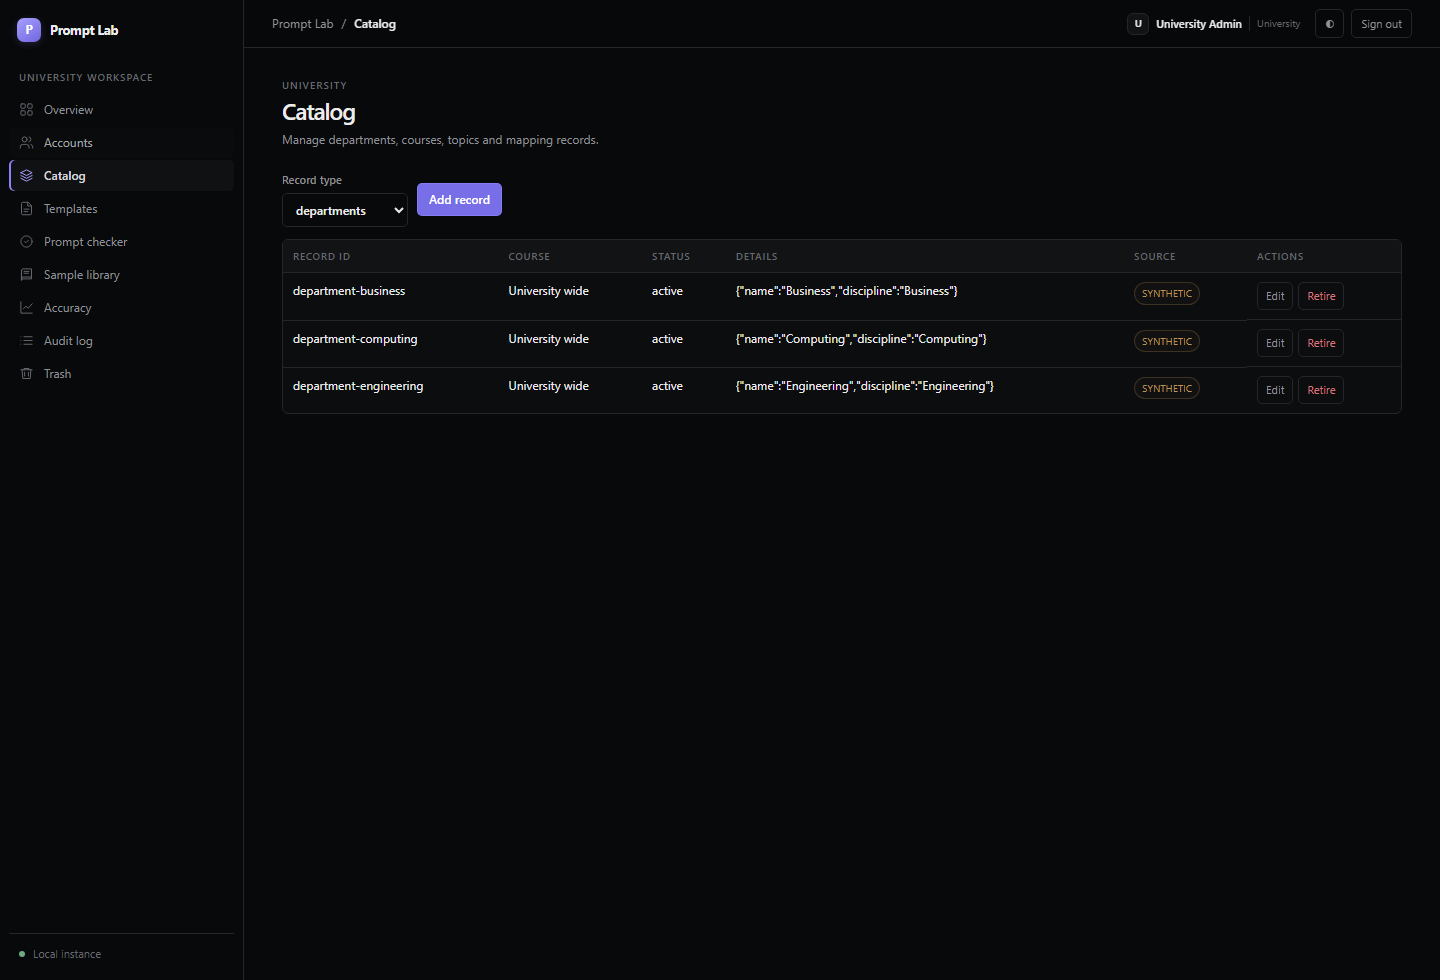 P Prompt Lab
UNIVERSITY WORKSPACE
Overview
Accounts
Catalog
Templates
Prompt checker
Sample library
Accuracy
Audit log
Trash
Local instance
Prompt Lab / Catalog
U University Admin University Sign out
UNIVERSITY
Catalog
Manage departments, courses, topics and mapping records.
Record type
departments Add record
RECORD ID COURSE STATUS DETAILS SOURCE ACTIONS
department-business University wide active {"name":"Business","discipline":"Business"} SYNTHETIC Edit Retire
department-computing University wide active {"name":"Computing","discipline":"Computing"} SYNTHETIC Edit Retire
department-engineering University wide active {"name":"Engineering","discipline":"Engineering"} SYNTHETIC Edit Retire